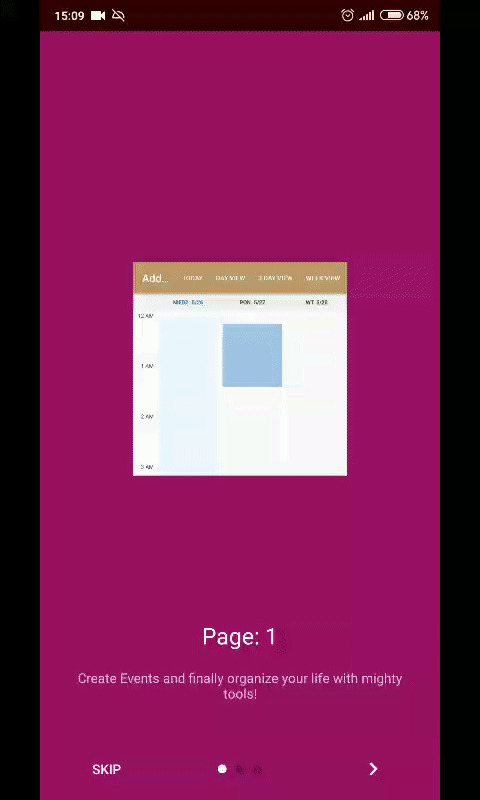 15:09 68%
Add... TODAY DAY VIEW 3 DAY VIEW WEEK VIEW
NIEDZ. 5/26 PON. 5/27 WT. 5/28
12 AM
1 AM
2 AM
3 AM
Page: 1
Create Events and finally organize your life with mighty
tools!
SKIP